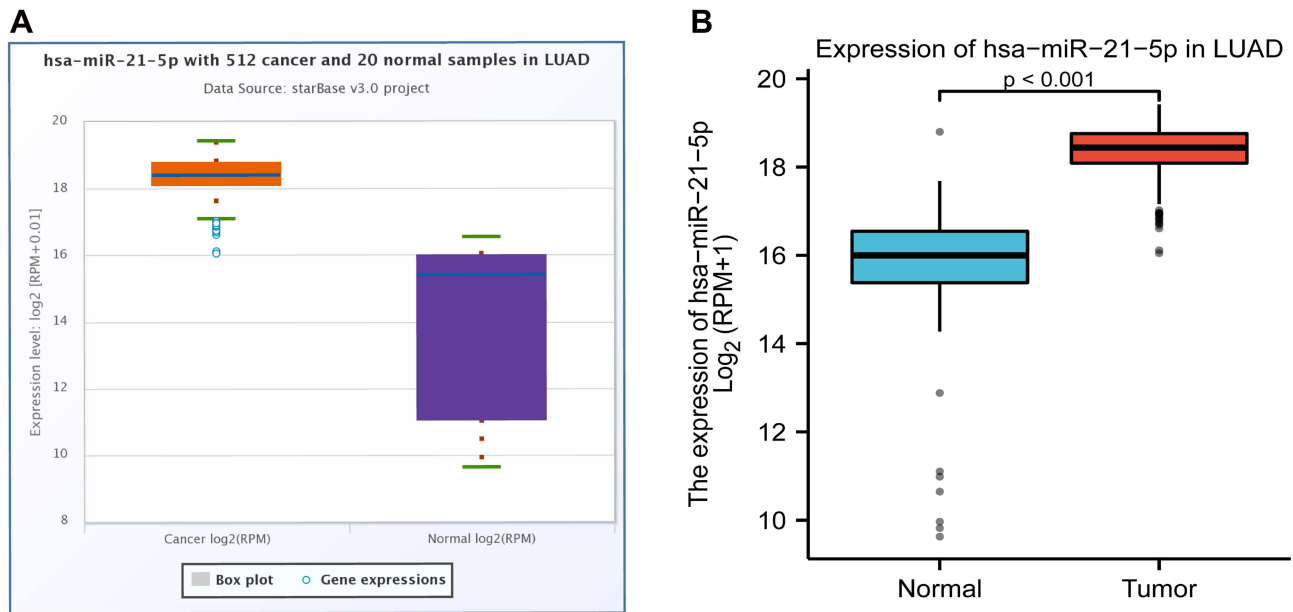 A
hsa-miR-21-5p with 512 cancer and 20 normal samples in LUAD
Data Source: starBase v3.0 project
Expression level: log2 [RPM+0.01]
20
18
16
14
12
10
8
Cancer log2(RPM)
Normal log2(RPM)
Box plot
Gene expressions
B
Expression of hsa−miR−21−5p in LUAD
p < 0.001
The expression of hsa−miR−21−5p
Log2 (RPM+1)
20
18
16
14
12
10
Normal
Tumor